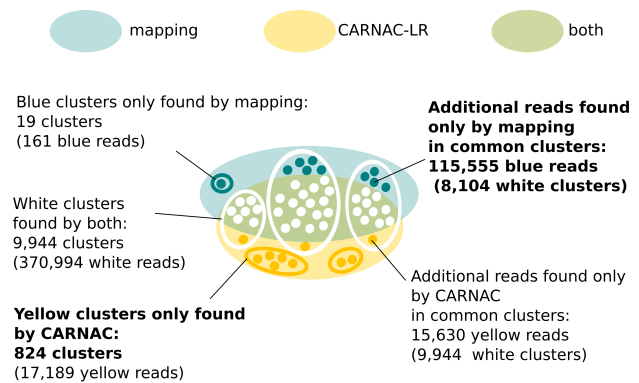 mapping
CARNAC-LR
both
Blue clusters only found by mapping:
19 clusters
(161 blue reads)
Additional reads found
only by mapping
in common clusters:
115,555 blue reads
(8,104 white clusters)
White clusters
found by both:
9,944 clusters
(370,994 white reads)
Yellow clusters only found
by CARNAC:
824 clusters
(17,189 yellow reads)
Additional reads found only
by CARNAC
in common clusters:
15,630 yellow reads
(9,944 white clusters)